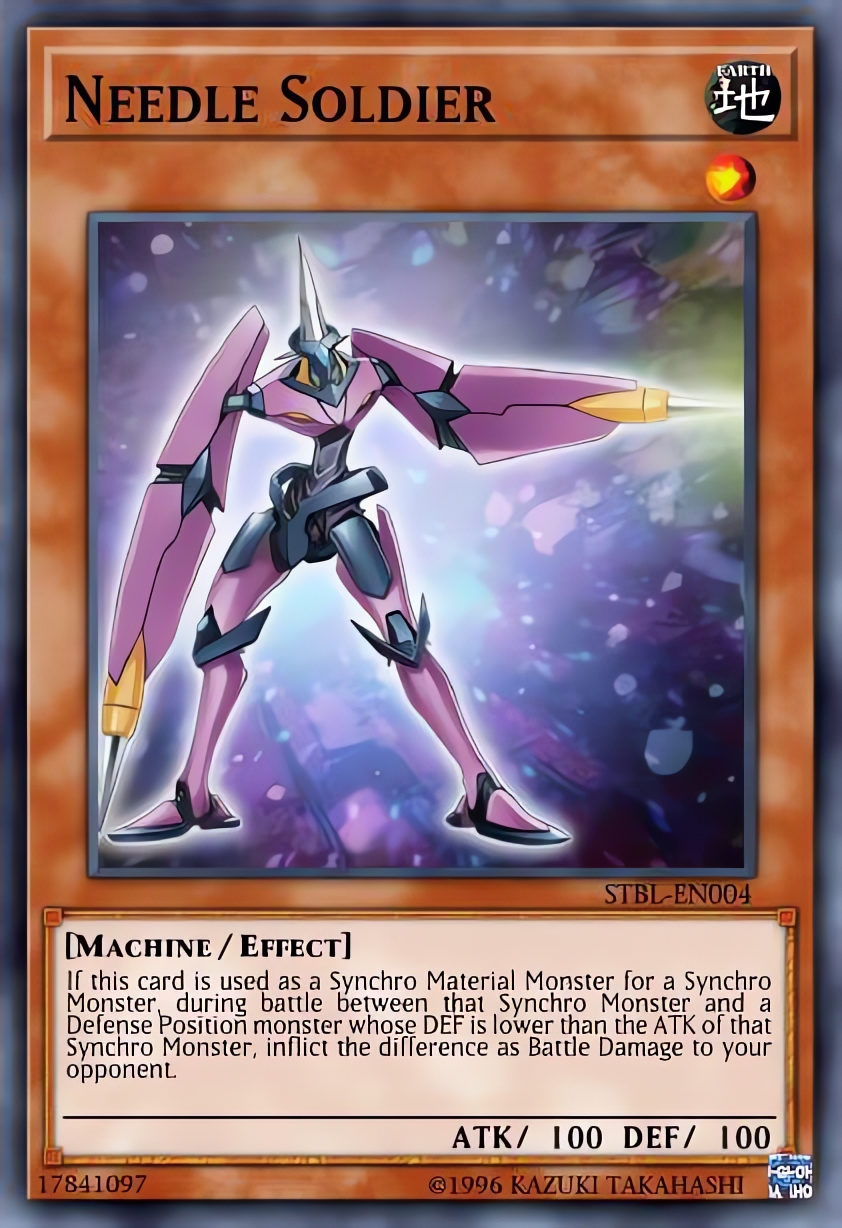 NEEDLE SOLDIER
EARTH
地
STBL-EN004
[MACHINE / EFFECT]
If this card is used as a Synchro Material Monster for a Synchro
Monster, during battle between that Synchro Monster and a
Defense Position monster whose DEF is lower than the ATK of that
Synchro Monster, inflict the difference as Battle Damage to your
opponent.
ATK/ 100 DEF/ 100
17841097 ©1996 KAZUKI TAKAHASHI